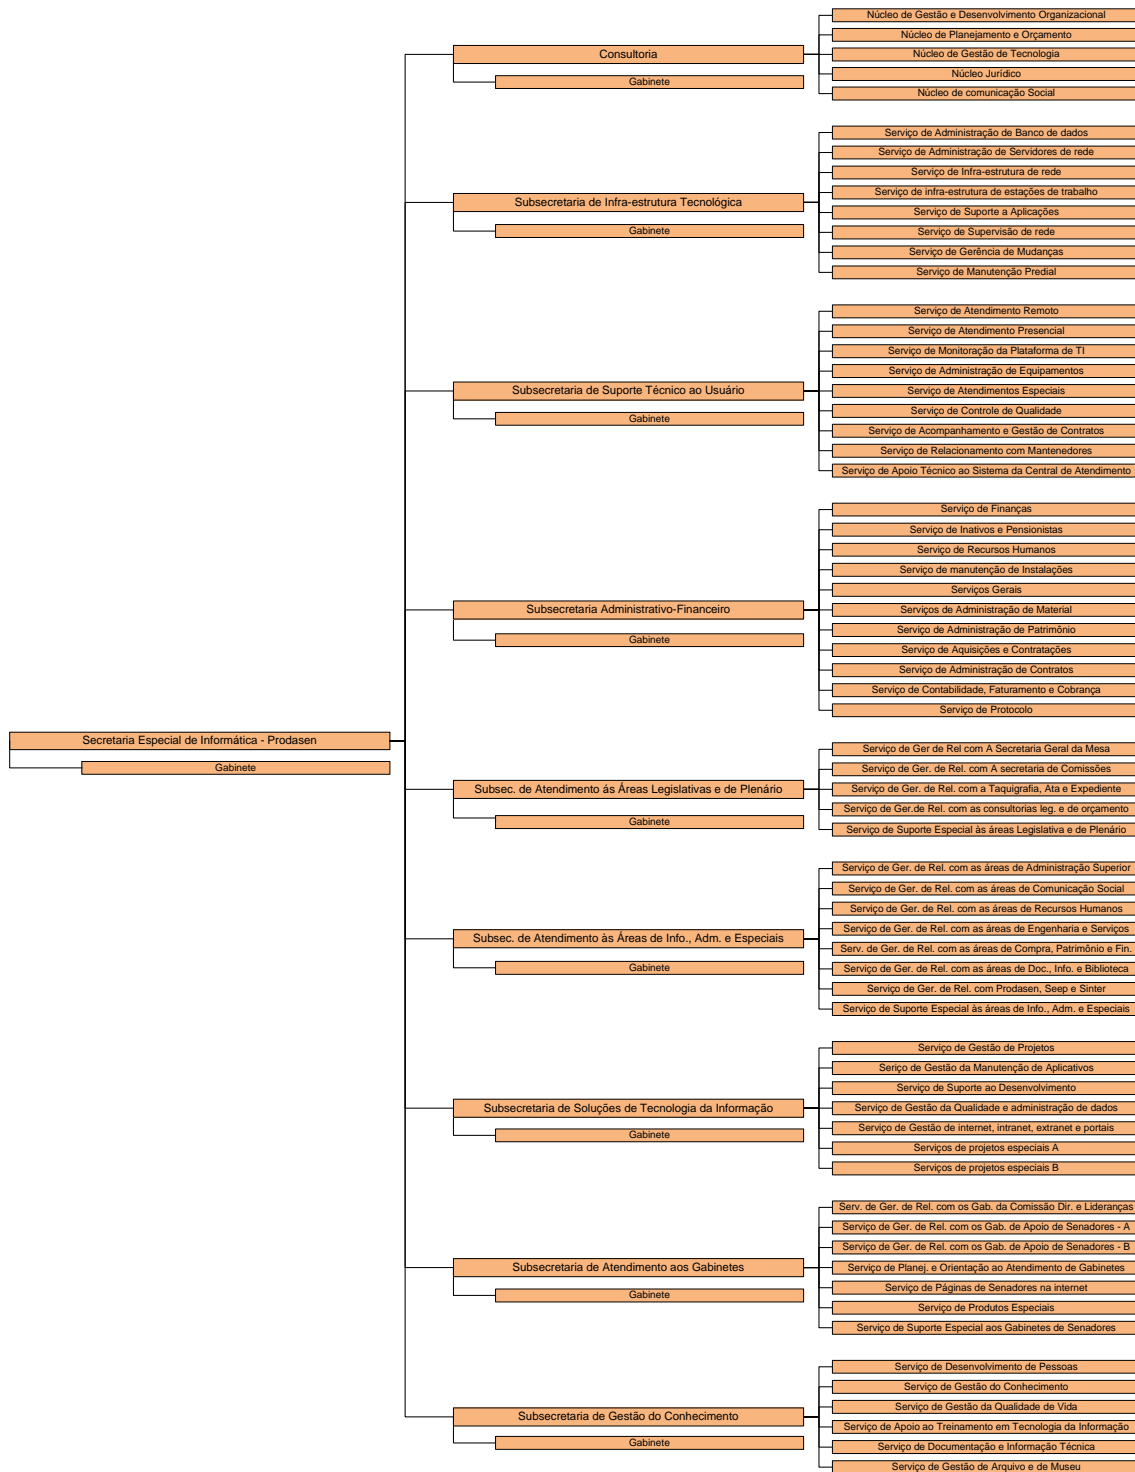 Secretaria Especial de Informática - Prodasen
Gabinete
Consultoria
Gabinete
Núcleo de Gestão e Desenvolvimento Organizacional
Núcleo de Planejamento e Orçamento
Núcleo de Gestão de Tecnologia
Núcleo Jurídico
Núcleo de comunicação Social
Subsecretaria de Infra-estrutura Tecnológica
Gabinete
Serviço de Administração de Banco de dados
Serviço de Administração de Servidores de rede
Serviço de Infra-estrutura de rede
Serviço de infra-estrutura de estações de trabalho
Serviço de Suporte a Aplicações
Serviço de Supervisão de rede
Serviço de Gerência de Mudanças
Serviço de Manutenção Predial
Subsecretaria de Suporte Técnico ao Usuário
Gabinete
Serviço de Atendimento Remoto
Serviço de Atendimento Presencial
Serviço de Monitoração da Plataforma de TI
Serviço de Administração de Equipamentos
Serviço de Atendimentos Especiais
Serviço de Controle de Qualidade
Serviço de Acompanhamento e Gestão de Contratos
Serviço de Relacionamento com Mantenedores
Serviço de Apoio Técnico ao Sistema da Central de Atendimento
Subsecretaria Administrativo-Financeiro
Gabinete
Serviço de Finanças
Serviço de Inativos e Pensionistas
Serviço de Recursos Humanos
Serviço de manutenção de Instalações
Serviços Gerais
Serviços de Administração de Material
Serviço de Administração de Patrimônio
Serviço de Aquisições e Contratações
Serviço de Administração de Contratos
Serviço de Contabilidade, Faturamento e Cobrança
Serviço de Protocolo
Subsec. de Atendimento ás Áreas Legislativas e de Plenário
Gabinete
Serviço de Ger de Rel com A Secretaria Geral da Mesa
Serviço de Ger. de Rel. com A secretaria de Comissões
Serviço de Ger. de Rel. com a Taquigrafia, Ata e Expediente
Serviço de Ger.de Rel. com as consultorias leg. e de orçamento
Serviço de Suporte Especial às áreas Legislativa e de Plenário
Subsec. de Atendimento às Áreas de Info., Adm. e Especiais
Gabinete
Serviço de Ger. de Rel. com as áreas de Administração Superior
Serviço de Ger. de Rel. com as áreas de Comunicação Social
Serviço de Ger. de Rel. com as áreas de Recursos Humanos
Serviço de Ger. de Rel. com as áreas de Engenharia e Serviços
Serv. de Ger. de Rel. com as áreas de Compra, Patrimônio e Fin.
Serviço de Ger. de Rel. com as áreas de Doc., Info. e Biblioteca
Serviço de Ger. de Rel. com Prodasen, Seep e Sinter
Serviço de Suporte Especial às áreas de Info., Adm. e Especiais
Subsecretaria de Soluções de Tecnologia da Informação
Gabinete
Serviço de Gestão de Projetos
Seriço de Gestão da Manutenção de Aplicativos
Serviço de Suporte ao Desenvolvimento
Serviço de Gestão da Qualidade e administração de dados
Serviço de Gestão de internet, intranet, extranet e portais
Serviços de projetos especiais A
Serviços de projetos especiais B
Subsecretaria de Atendimento aos Gabinetes
Gabinete
Serv. de Ger. de Rel. com os Gab. da Comissão Dir. e Lideranças
Serviço de Ger. de Rel. com os Gab. de Apoio de Senadores - A
Serviço de Ger. de Rel. com os Gab. de Apoio de Senadores - B
Serviço de Planej. e Orientação ao Atendimento de Gabinetes
Serviço de Páginas de Senadores na internet
Serviço de Produtos Especiais
Serviço de Suporte Especial aos Gabinetes de Senadores
Subsecretaria de Gestão do Conhecimento
Gabinete
Serviço de Desenvolvimento de Pessoas
Serviço de Gestão do Conhecimento
Serviço de Gestão da Qualidade de Vida
Serviço de Apoio ao Treinamento em Tecnologia da Informação
Serviço de Documentação e Informação Técnica
Serviço de Gestão de Arquivo e de Museu